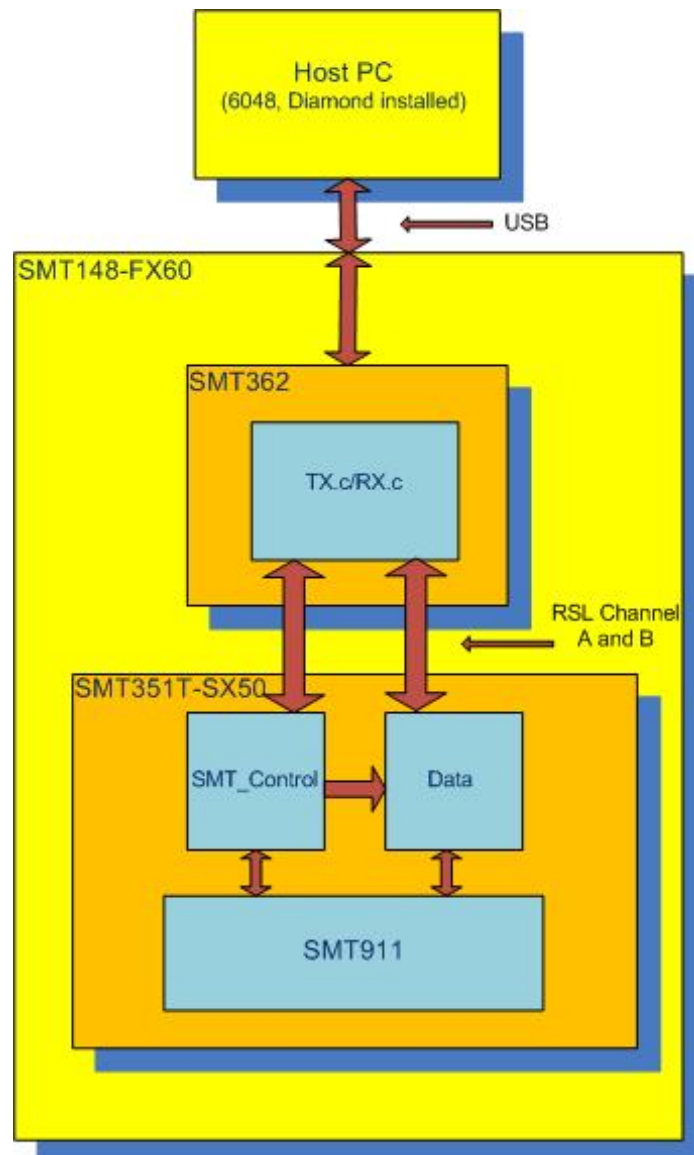 Host PC
(6048, Diamond installed)
USB
SMT148-FX60
SMT362
TX.c/RX.c
RSL Channel
A and B
SMT351T-SX50
SMT_Control
Data
SMT911